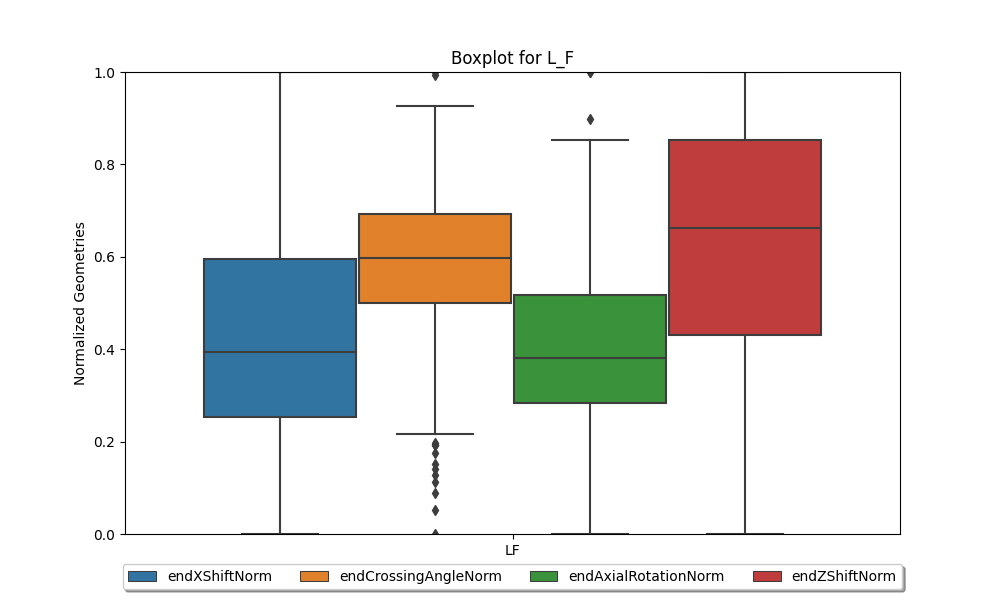 Boxplot for L_F
1.0
0.8
0.6
0.4
0.2
0.0
Normalized Geometries
LF
endXShiftNorm endCrossingAngleNorm endAxialRotationNorm endZShiftNorm